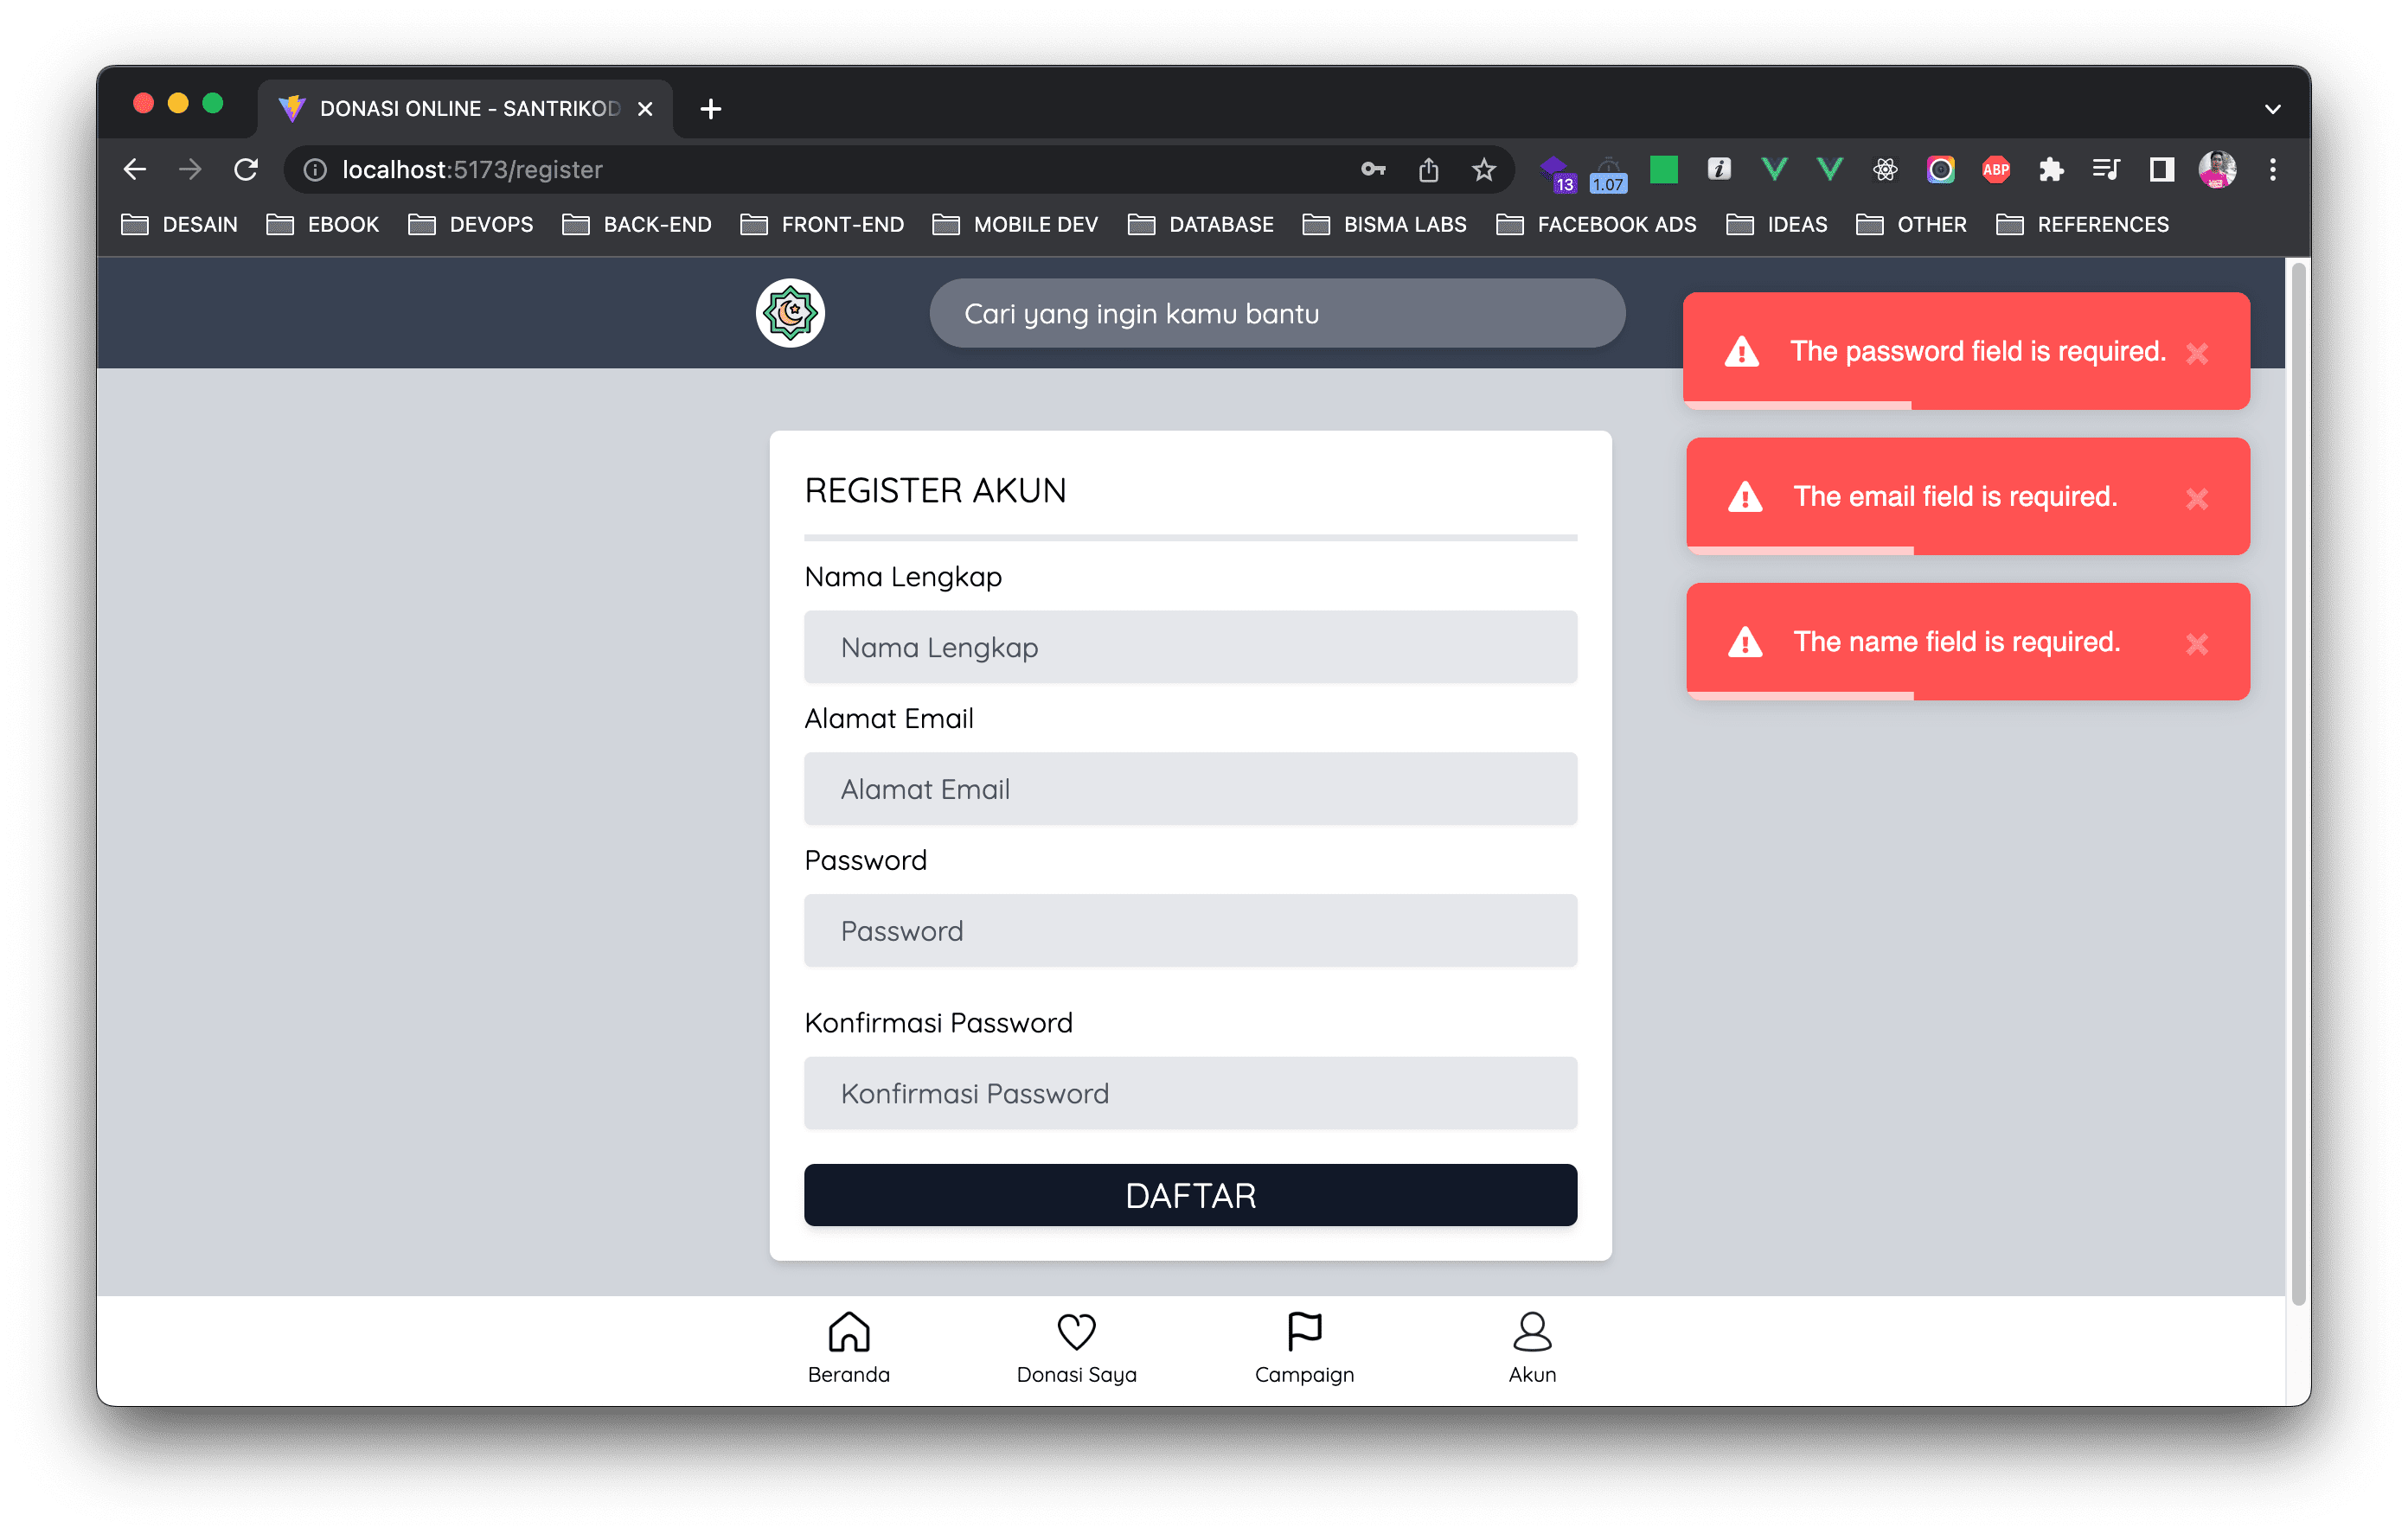 DONASI ONLINE - SANTRIKOD
localhost:5173/register
13
1.07
ABP
DESAIN EBOOK DEVOPS BACK-END FRONT-END MOBILE DEV DATABASE BISMA LABS FACEBOOK ADS IDEAS OTHER REFERENCES
Cari yang ingin kamu bantu
The password field is required.
The email field is required.
The name field is required.
REGISTER AKUN
Nama Lengkap
Nama Lengkap
Alamat Email
Alamat Email
Password
Password
Konfirmasi Password
Konfirmasi Password
DAFTAR
Beranda Donasi Saya Campaign Akun